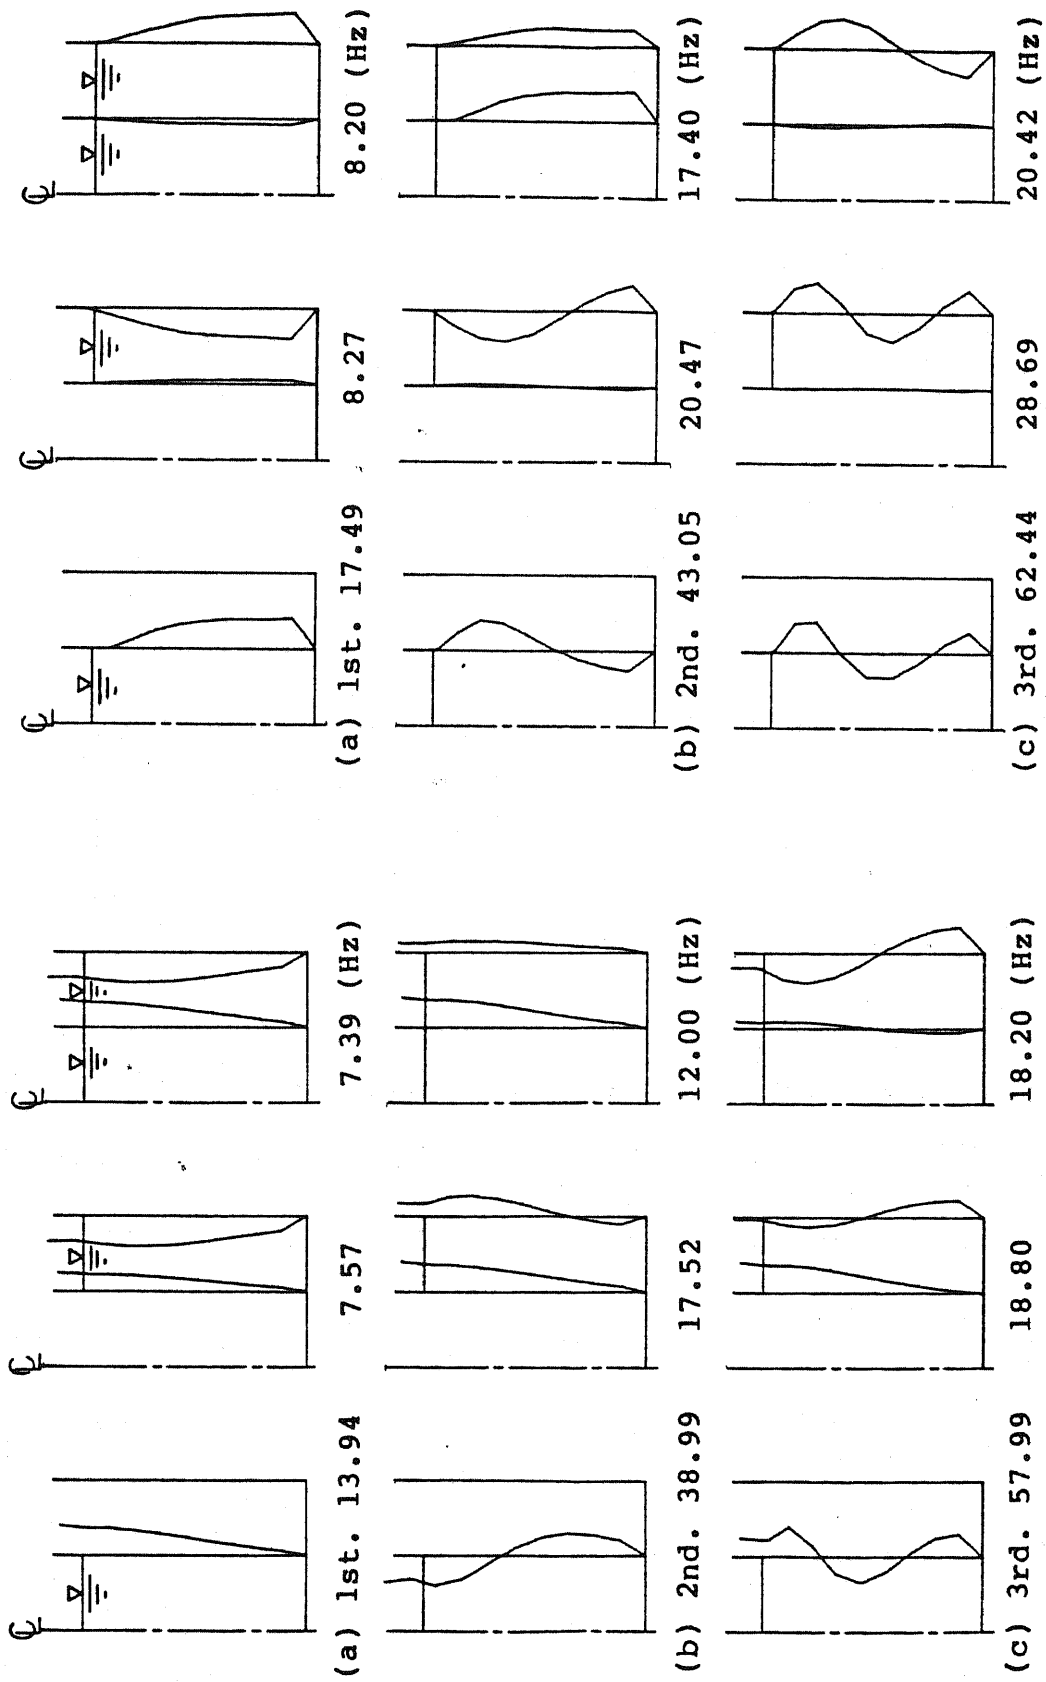 (a) 1st. 13.94 7.57 7.39 (Hz)
(b) 2nd. 38.99 17.52 12.00 (Hz)
(c) 3rd. 57.99 18.80 18.20 (Hz)
(a) 1st. 17.49 8.27 8.20 (Hz)
(b) 2nd. 43.05 20.47 17.40 (Hz)
(c) 3rd. 62.44 28.69 20.42 (Hz)